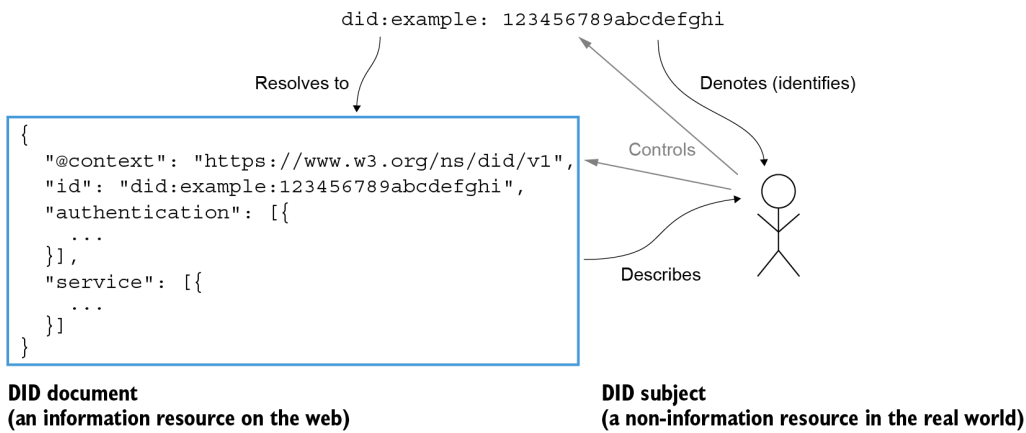 did:example: 123456789abcdefghi
Resolves to
Denotes (identifies)
Controls
{
"@context": "https://www.w3.org/ns/did/v1",
"id": "did:example:123456789abcdefghi",
"authentication": [{
...
}],
"service": [{
...
}]
}
Describes
DID document
(an information resource on the web)
DID subject
(a non-information resource in the real world)